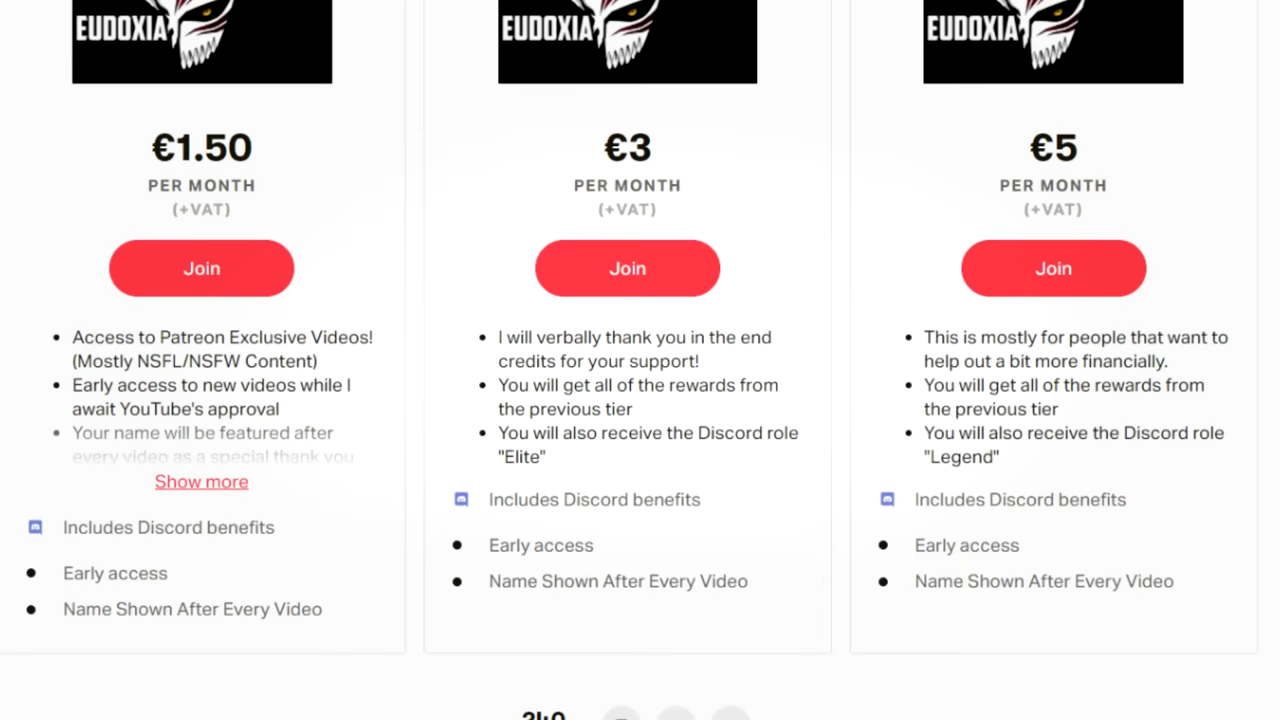 EUDOXIA
EUDOXIA
EUDOXIA
€1.50
PER MONTH
(+VAT)
Join
• Access to Patreon Exclusive Videos!
(Mostly NSFL/NSFW Content)
• Early access to new videos while I
await YouTube's approval
• Your name will be featured after
every video as a special thank you
Show more
Includes Discord benefits
• Early access
• Name Shown After Every Video
€3
PER MONTH
(+VAT)
Join
• I will verbally thank you in the end
credits for your support!
• You will get all of the rewards from
the previous tier
• You will also receive the Discord role
"Elite"
Includes Discord benefits
• Early access
• Name Shown After Every Video
€5
PER MONTH
(+VAT)
Join
• This is mostly for people that want to
help out a bit more financially.
• You will get all of the rewards from
the previous tier
• You will also receive the Discord role
"Legend"
Includes Discord benefits
• Early access
• Name Shown After Every Video